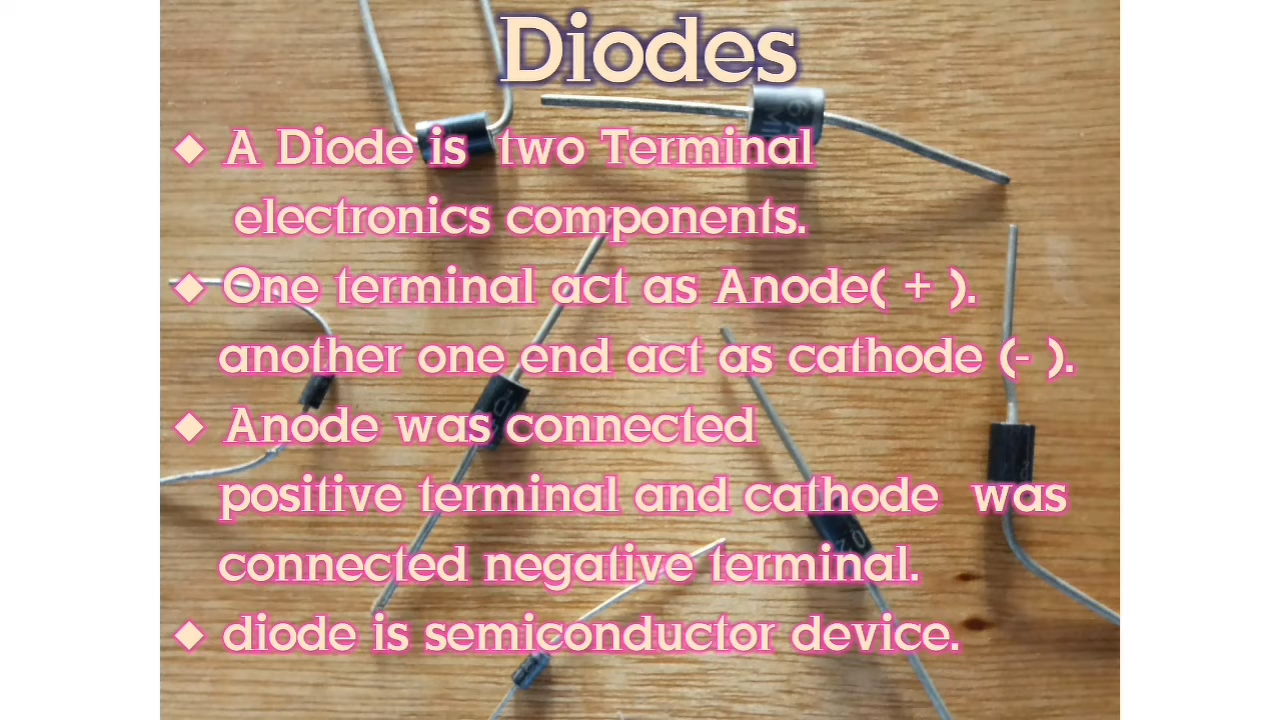 Diodes
◆ A Diode is two Terminal
electronics components.
◆ One terminal act as Anode( + ).
another one end act as cathode (- ).
◆ Anode was connected
positive terminal and cathode was
connected negative terminal.
◆ diode is semiconductor device.